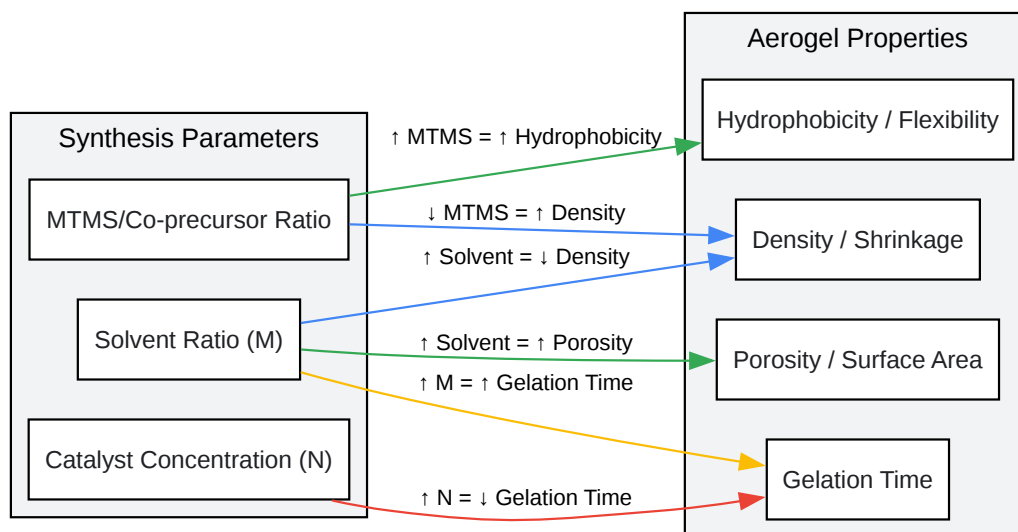 Synthesis Parameters
MTMS/Co-precursor Ratio
Solvent Ratio (M)
Catalyst Concentration (N)
↑ MTMS = ↑ Hydrophobicity
↓ MTMS = ↑ Density
↑ Solvent = ↓ Density
↑ Solvent = ↑ Porosity
↑ M = ↑ Gelation Time
↑ N = ↓ Gelation Time
Aerogel Properties
Hydrophobicity / Flexibility
Density / Shrinkage
Porosity / Surface Area
Gelation Time